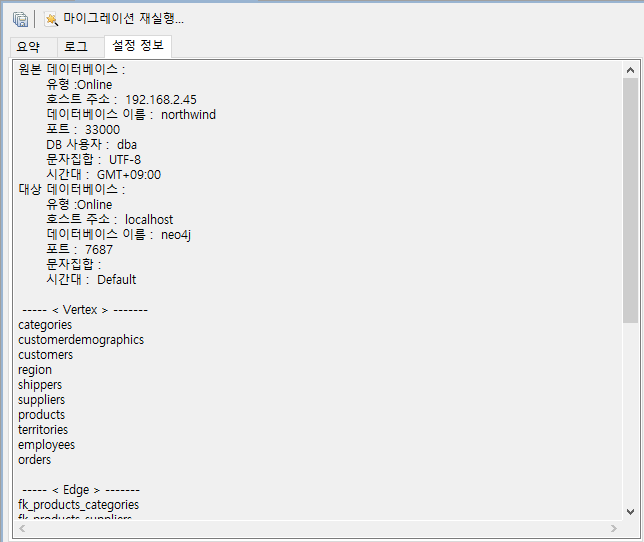 마이그레이션 재실행...
요약 로그 설정 정보
원본 데이터베이스 :
유형 :Online
호스트 주소 : 192.168.2.45
데이터베이스 이름 : northwind
포트 : 33000
DB 사용자 : dba
문자집합 : UTF-8
시간대 : GMT+09:00
대상 데이터베이스 :
유형 :Online
호스트 주소 : localhost
데이터베이스 이름 : neo4j
포트 : 7687
문자집합 :
시간대 : Default
----- < Vertex > -------
categories
customerdemographics
customers
region
shippers
suppliers
products
territories
employees
orders
----- < Edge > -------
fk_products_categories
fk_products_suppliers